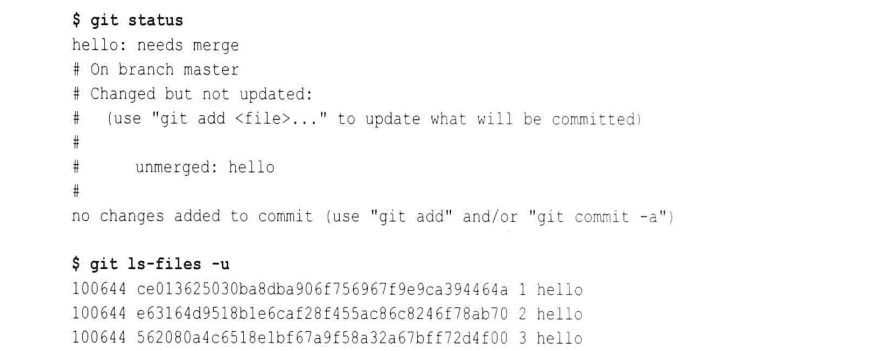 $ git status
hello: needs merge
# On branch master
# Changed but not updated:
#   (use "git add <file>..." to update what will be committed)
#
#       unmerged: hello
#
no changes added to commit (use "git add" and/or "git commit -a")
$ git ls-files -u
100644 ce013625030ba8dba906f756967f9e9ca394464a 1 hello
100644 e63164d9518b1e6caf28f455ac86c8246f78ab70 2 hello
100644 562080a4c6518e1bf67a9f58a32a67bff72d4f00 3 hello